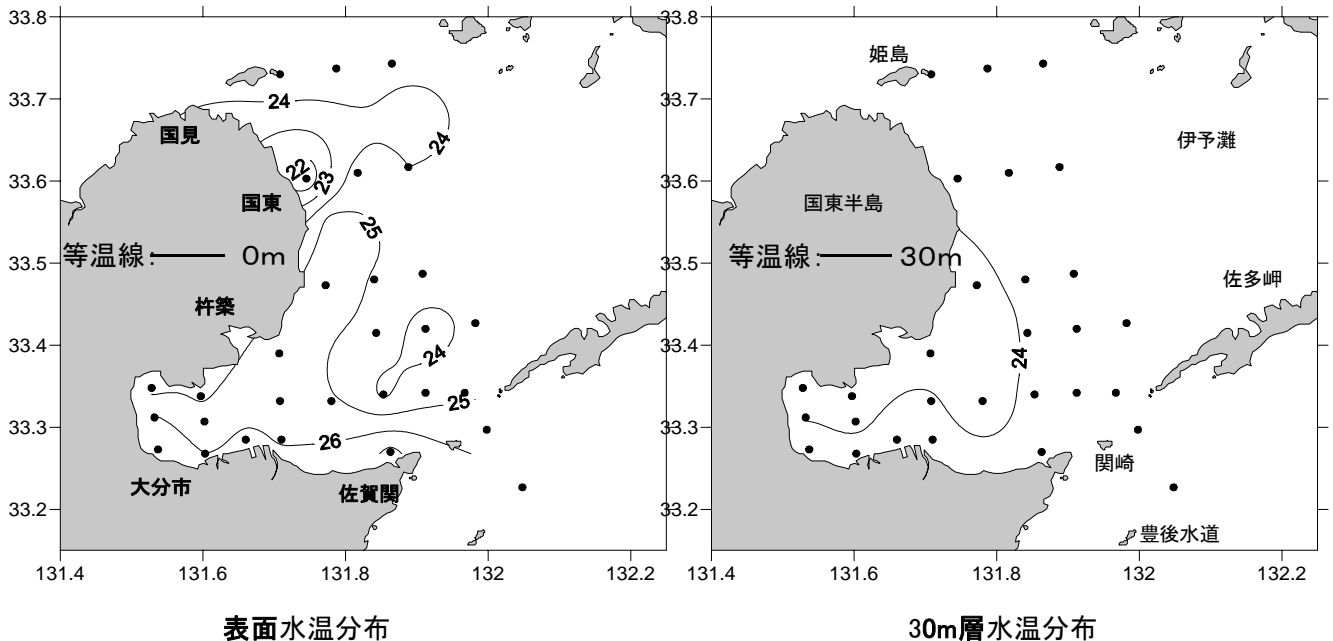 33.8
33.7
33.6
33.5
33.4
33.3
33.2
131.4
131.6
131.8
132
132.2
24
24
22
23
25
24
25
26
国見
国東
等温線: 0m
杵築
大分市
佐賀関
表面水温分布
33.8
33.7
33.6
33.5
33.4
33.3
33.2
131.4
131.6
131.8
132
132.2
姫島
伊予灘
国東半島
等温線: 30m
佐多岬
24
関崎
豊後水道
30m層水温分布